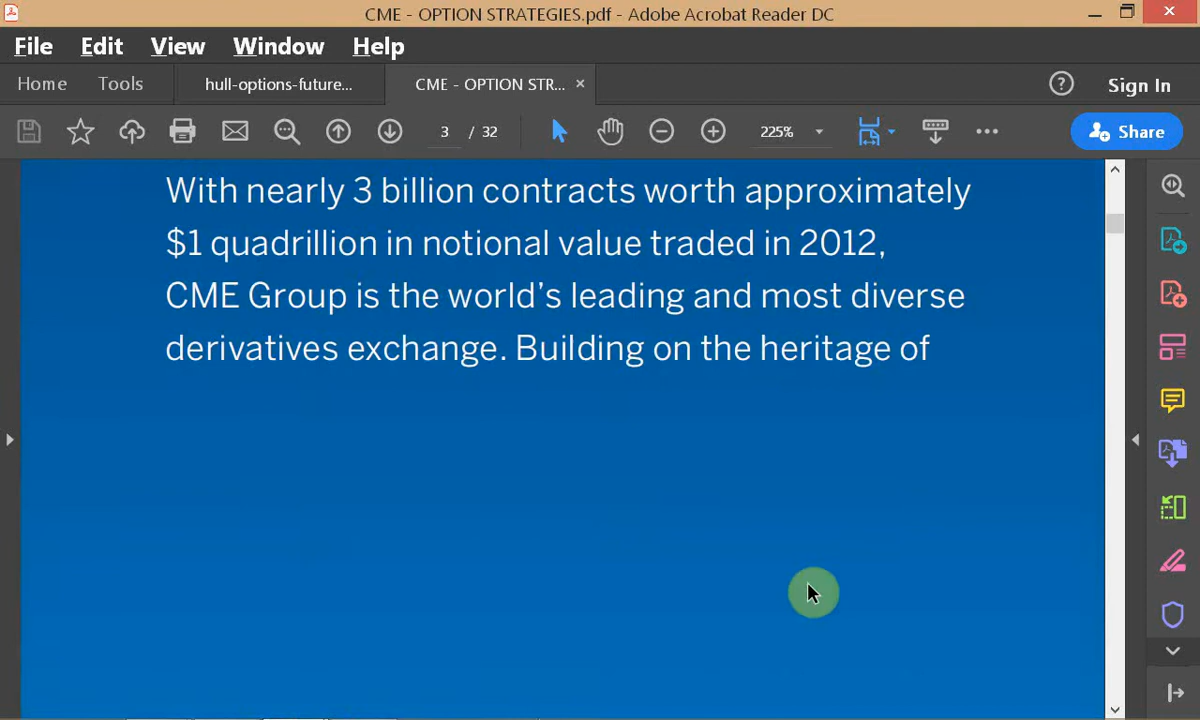 CME - OPTION STRATEGIES.pdf - Adobe Acrobat Reader DC
File Edit View Window Help
Home Tools hull-options-future... CME - OPTION STR... × ? Sign In
3 / 32 225% Share
With nearly 3 billion contracts worth approximately
$1 quadrillion in notional value traded in 2012,
CME Group is the world’s leading and most diverse
derivatives exchange. Building on the heritage of